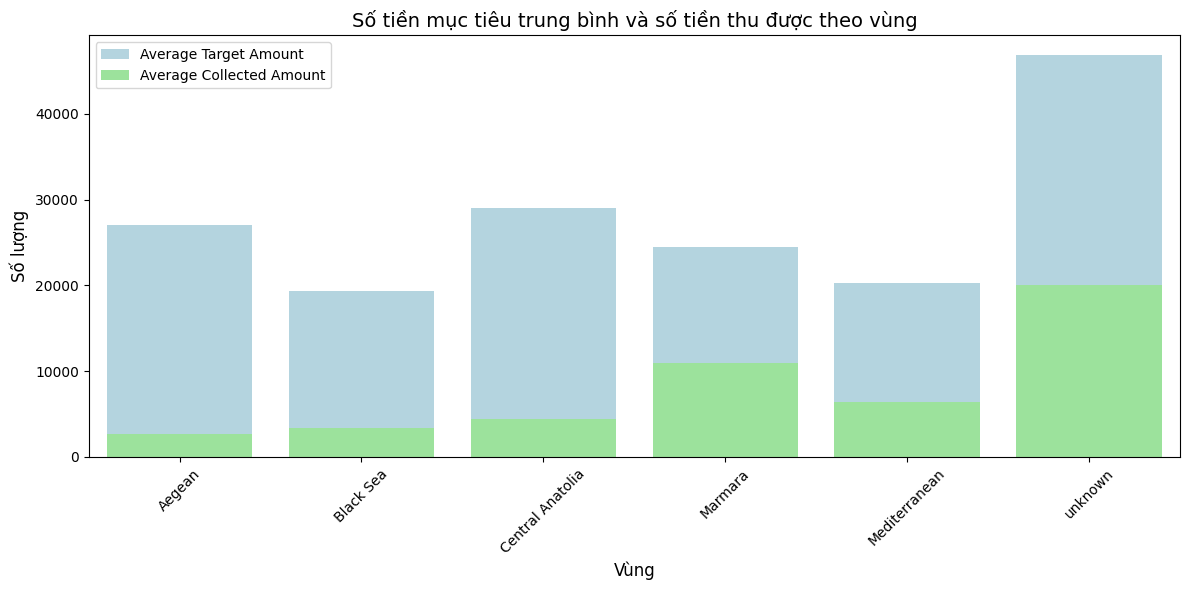 Số tiền mục tiêu trung bình và số tiền thu được theo vùng
Average Target Amount
Average Collected Amount
Số lượng
40000
30000
20000
10000
0
Aegean
Black Sea
Central Anatolia
Marmara
Mediterranean
unknown
Vùng